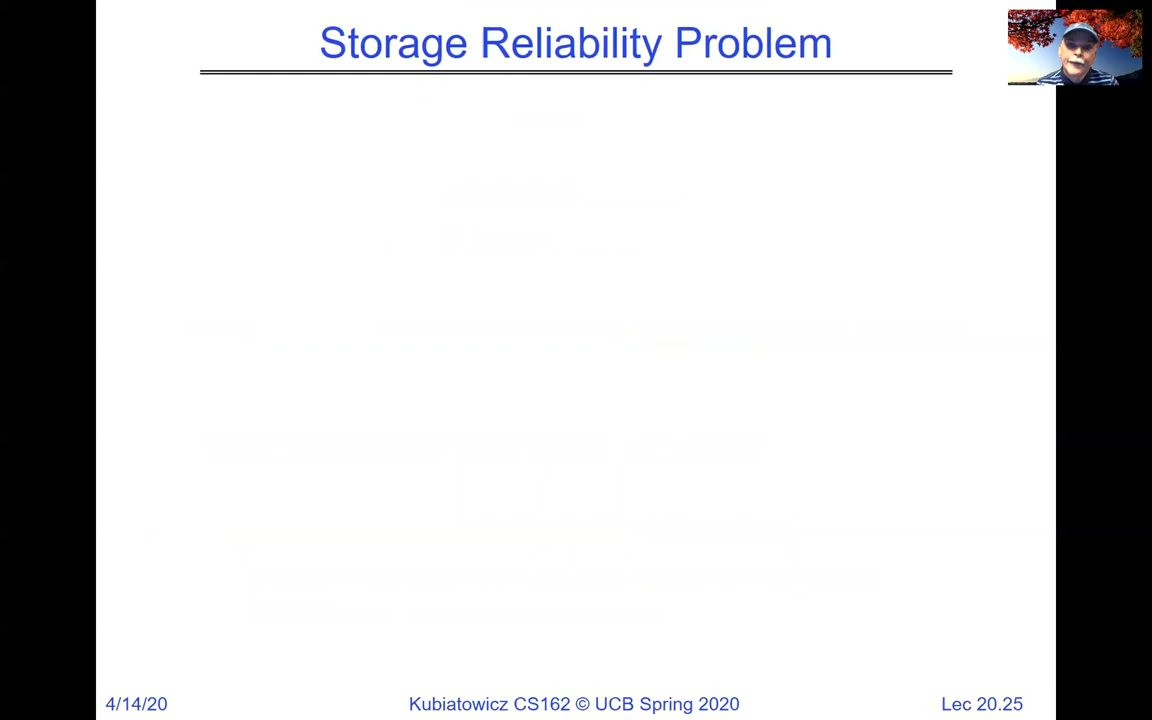 Storage Reliability Problem
4/14/20
Kubiatowicz CS162 © UCB Spring 2020
Lec 20.25